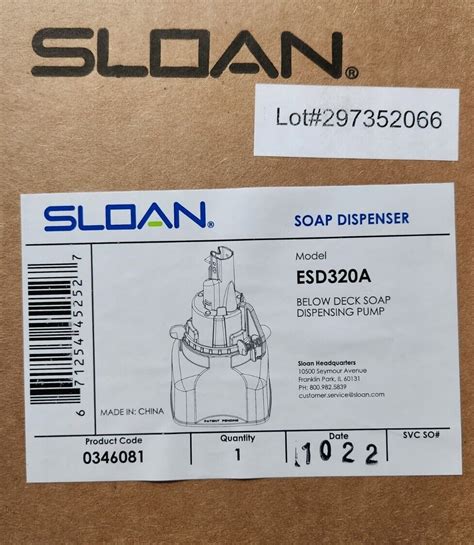 SLOAN®
Lot#297352066
SLOAN®
SOAP DISPENSER
Model
ESD320A
BELOW DECK SOAP
DISPENSING PUMP
Sloan Headquarters
10500 Seymour Avenue
Franklin Park, IL 60131
PH: 800.982.5839
customer.service@sloan.com
6 71254 45252 7
PATENT PENDING
MADE IN: CHINA
Product Code
0346081
Quantity
1
Date
1022
SVC SO#